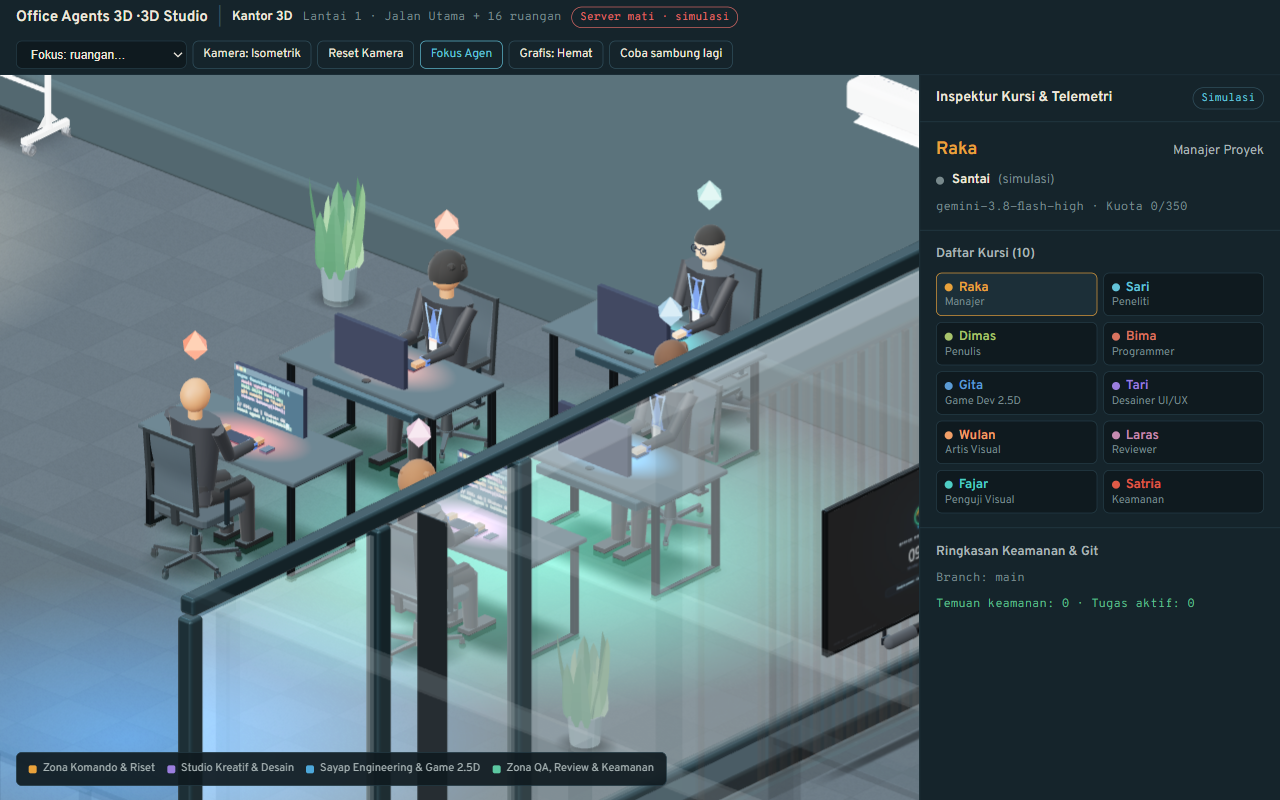 Office Agents 3D ·3D Studio
Kantor 3D Lantai 1 · Jalan Utama + 16 ruangan Server mati · simulasi
Fokus: ruangan... Kamera: Isometrik Reset Kamera Fokus Agen Grafis: Hemat Coba sambung lagi
Inspektur Kursi & Telemetri Simulasi
Raka Manajer Proyek
Santai (simulasi)
gemini-3.8-flash-high · Kuota 0/350
Daftar Kursi (10)
Raka
Manajer
Sari
Peneliti
Dimas
Penulis
Bima
Programmer
Gita
Game Dev 2.5D
Tari
Desainer UI/UX
Wulan
Artis Visual
Laras
Reviewer
Fajar
Penguji Visual
Satria
Keamanan
Ringkasan Keamanan & Git
Branch: main
Temuan keamanan: 0 · Tugas aktif: 0
Zona Komando & Riset Studio Kreatif & Desain Sayap Engineering & Game 2.5D Zona QA, Review & Keamanan